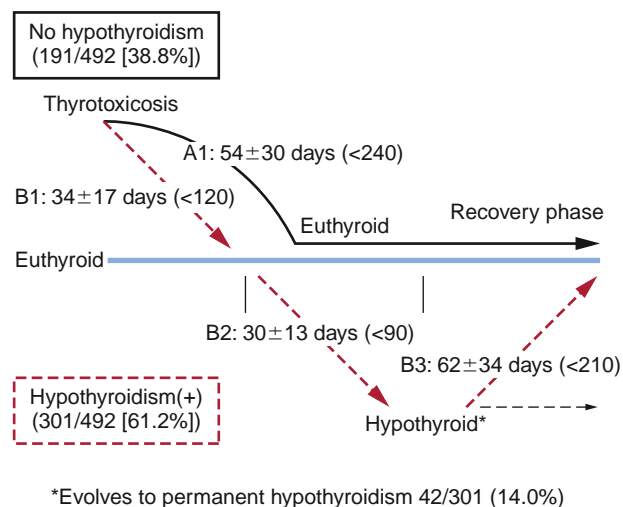 No hypothyroidism
(191/492 [38.8%])
Thyrotoxicosis
A1: 54±30 days (<240)
B1: 34±17 days (<120)
Euthyroid
Recovery phase
Euthyroid
B2: 30±13 days (<90)
B3: 62±34 days (<210)
Hypothyroidism(+)
(301/492 [61.2%])
Hypothyroid*
*Evolves to permanent hypothyroidism 42/301 (14.0%)